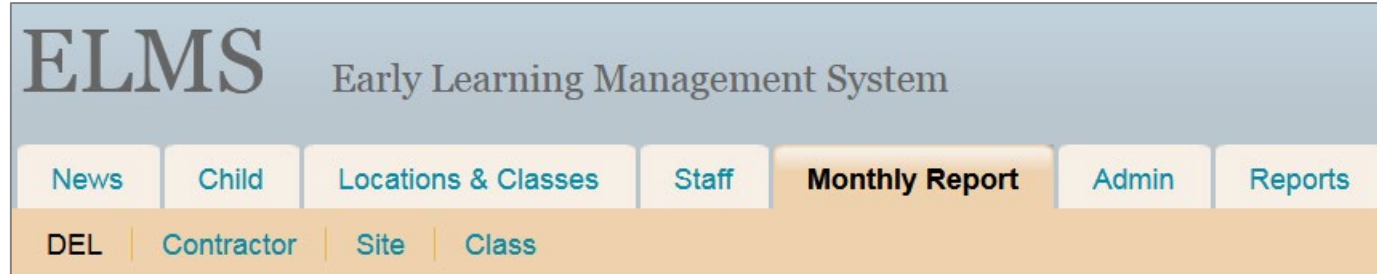 ELMS Early Learning Management System
News Child Locations & Classes Staff Monthly Report Admin Reports
DEL Contractor Site Class